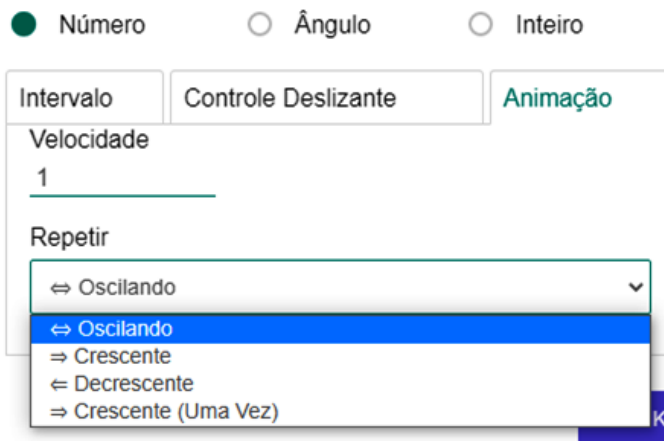 Número Ângulo Inteiro
Intervalo Controle Deslizante Animação
Velocidade
1
Repetir
⇔ Oscilando
⇔ Oscilando
⇒ Crescente
⇐ Decrescente
⇒ Crescente (Uma Vez)
K